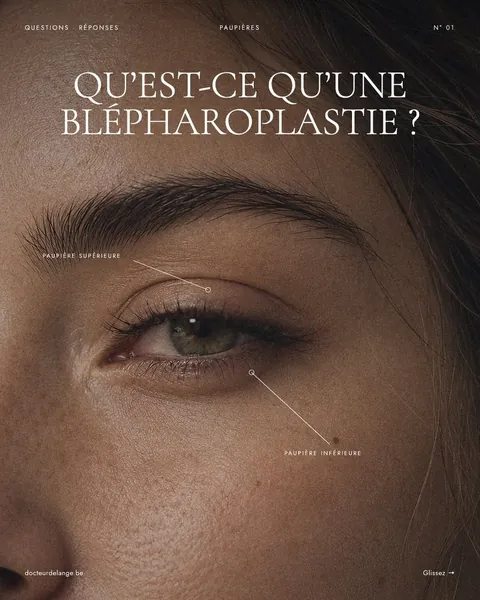 QUESTIONS RÉPONSES
PAUPIÈRES
N° 01
QU’EST-CE QU’UNE
BLÉPHAROPLASTIE ?
PAUPIÈRE SUPÉRIEURE
PAUPIÈRE INFÉRIEURE
docteurdelange.be
Glissez →